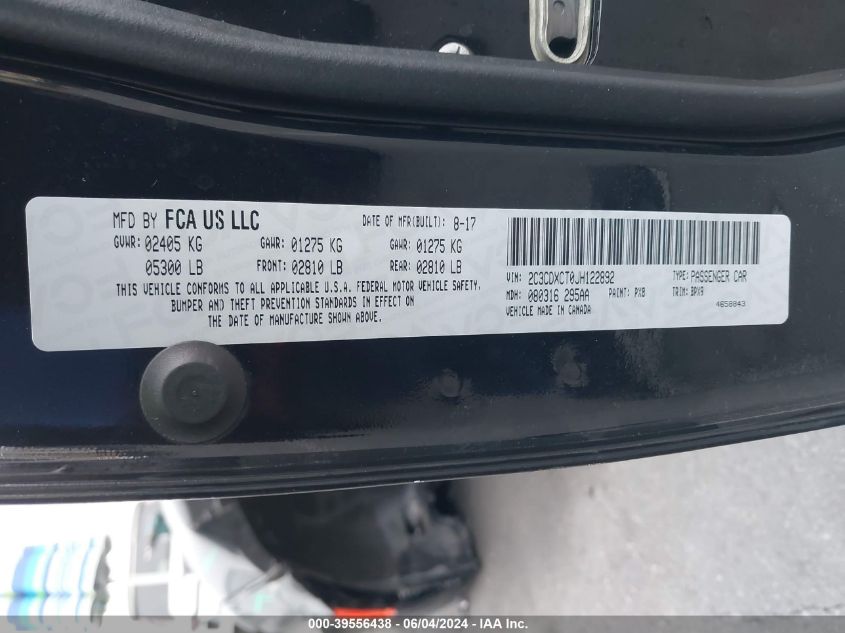 MFD BY FCA US LLC DATE OF MFR(BUILT): 8-17
GVWR: 02405 KG GAWR: 01275 KG GAWR: 01275 KG
05300 LB FRONT: 02810 LB REAR: 02810 LB
THIS VEHICLE CONFORMS TO ALL APPLICABLE U.S.A. FEDERAL MOTOR VEHICLE SAFETY,
BUMPER AND THEFT PREVENTION STANDARDS IN EFFECT ON
THE DATE OF MANUFACTURE SHOWN ABOVE.
VIN: 2C3CDXCT0JH122892 TYPE: PASSENGER CAR
MDH: 080316 295AA PAINT: PX8 TRIM: BPX9
VEHICLE MADE IN CANADA 4658843
000-39556438 - 06/04/2024 - IAA Inc.